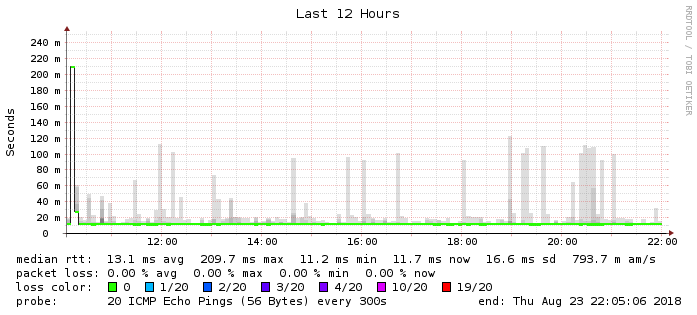 Last 12 Hours
RRDTOOL / TOBI OETIKER
Seconds
240 m
220 m
200 m
180 m
160 m
140 m
120 m
100 m
80 m
60 m
40 m
20 m
0
12:00 14:00 16:00 18:00 20:00 22:00
median rtt: 13.1 ms avg 209.7 ms max 11.2 ms min 11.7 ms now 16.6 ms sd 793.7 m am/s
packet loss: 0.00 % avg 0.00 % max 0.00 % min 0.00 % now
loss color: 0 1/20 2/20 3/20 4/20 10/20 19/20
probe: 20 ICMP Echo Pings (56 Bytes) every 300s end: Thu Aug 23 22:05:06 2018